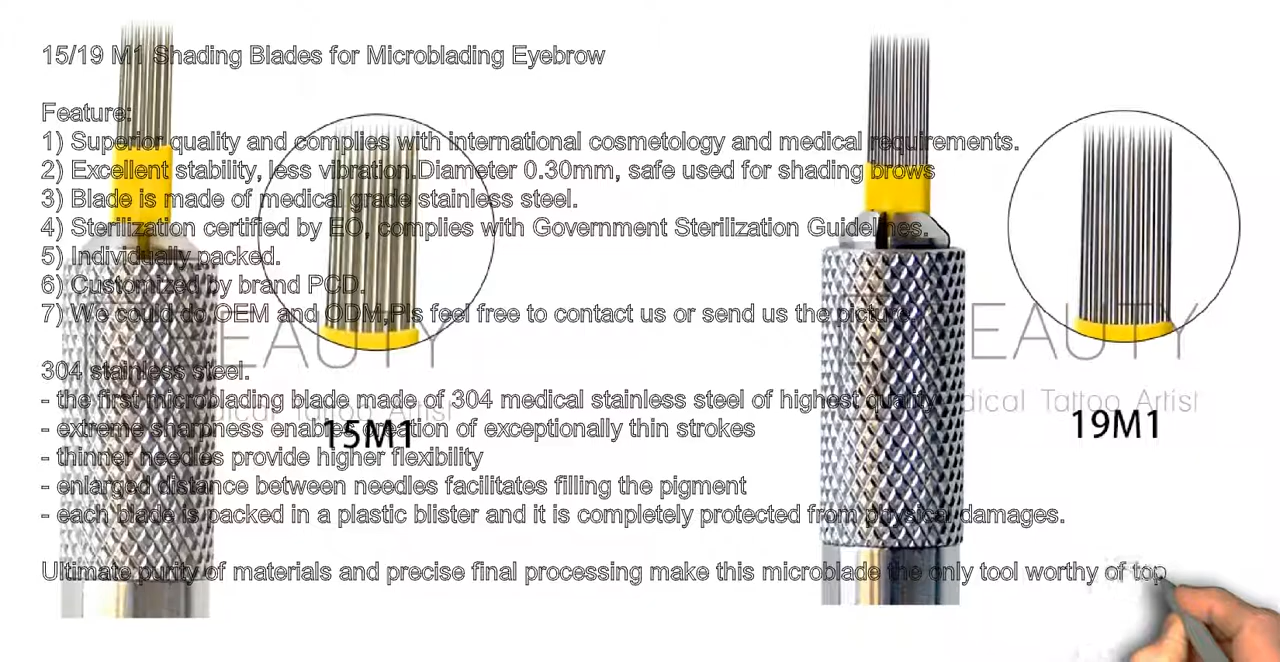 15/19 M1 Shading Blades for Microblading Eyebrow
Feature:
1) Superior quality and complies with international cosmetology and medical requirements.
2) Excellent stability, less vibration.Diameter 0.30mm, safe used for shading brows
3) Blade is made of medical grade stainless steel.
4) Sterilization certified by EO, complies with Government Sterilization Guidelines.
5) Individually packed.
6) Customized by brand PCD.
7) We could do OEM and ODM,Pls feel free to contact us or send us the picture
304 stainless steel.
- the first microblading blade made of 304 medical stainless steel of highest quality
- extreme sharpness enables creation of exceptionally thin strokes
- thinner needles provide higher flexibility
- enlarged distance between needles facilitates filling the pigment
- each blade is packed in a plastic blister and it is completely protected from physical damages.
Ultimate purity of materials and precise final processing make this microblade the only tool worthy of top
15M1
19M1
Tattoo Artist
Tattoo Artist